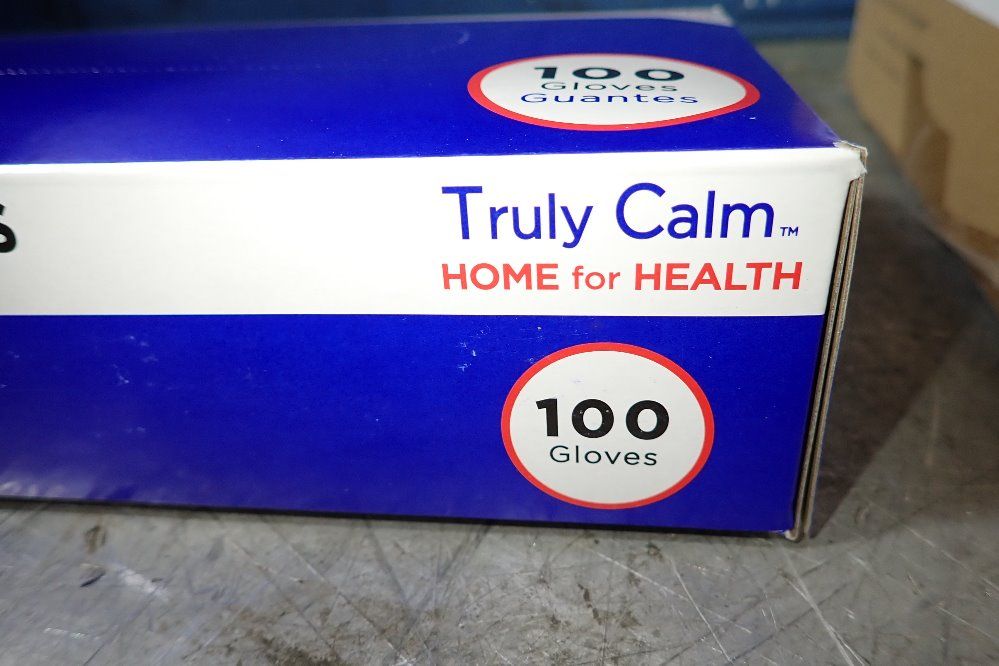 100
Gloves
Guantes
s
Truly Calm™
HOME for HEALTH
100
Gloves